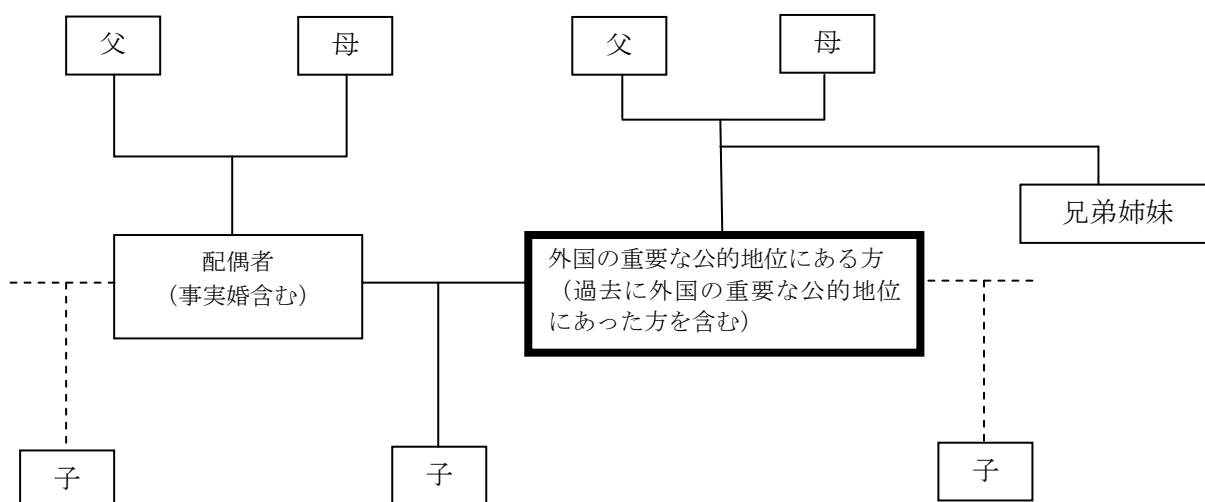 父
母
父
母
兄弟姉妹
配偶者
（事実婚含む）
外国の重要な公的地位にある方
（過去に外国の重要な公的地位
にあった方を含む）
子
子
子